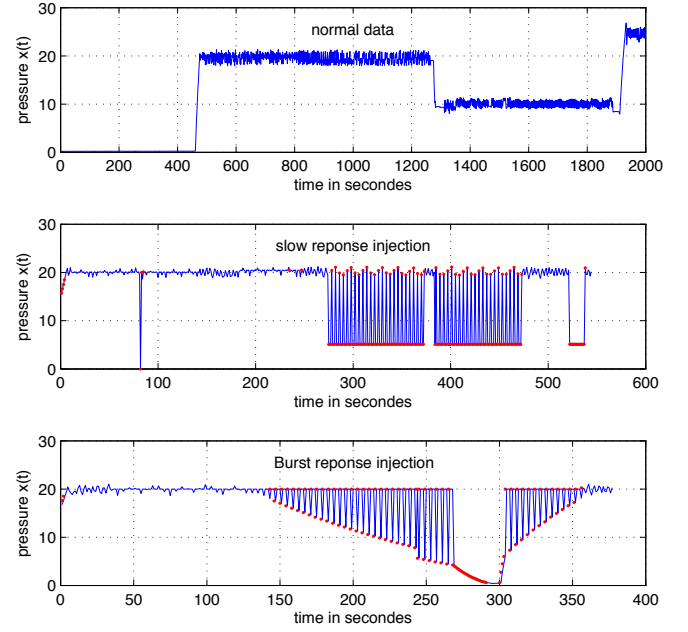 30
20
10
0
normal data
pressure x(t)
0 200 400 600 800 1000 1200 1400 1600 1800 2000
time in secondes
30
20
10
0
slow reponse injection
pressure x(t)
0 100 200 300 400 500 600
time in secondes
30
20
10
0
Burst reponse injection
pressure x(t)
0 50 100 150 200 250 300 350 400
time in secondes